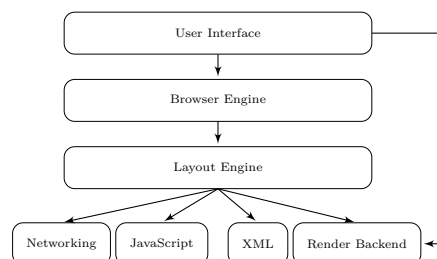 User Interface
Browser Engine
Layout Engine
Networking
JavaScript
XML
Render Backend